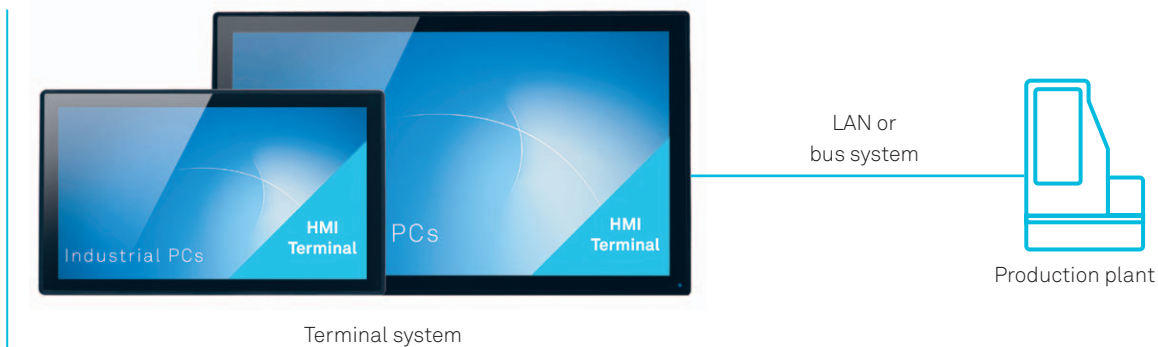 Industrial PCs
HMI
Terminal
PCs
HMI
Terminal
LAN or
bus system
Production plant
Terminal system